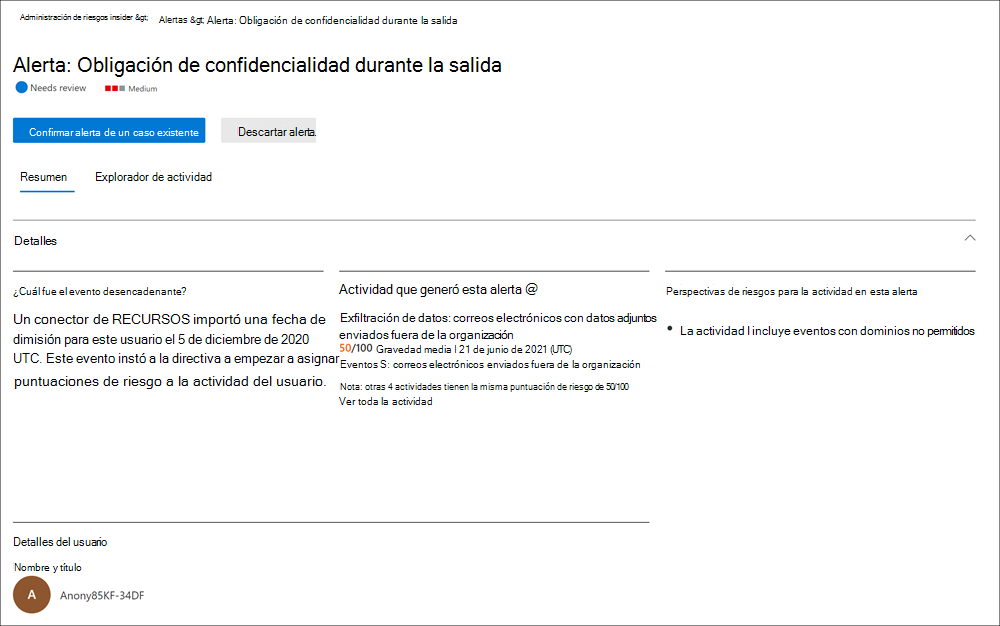 Administración de riesgos insider &gt; Alertas &gt; Alerta: Obligación de confidencialidad durante la salida
Alerta: Obligación de confidencialidad durante la salida
Needs review Medium
Confirmar alerta de un caso existente Descartar alerta.
Resumen Explorador de actividad
Detalles
¿Cuál fue el evento desencadenante?
Un conector de RECURSOS importó una fecha de
dimisión para este usuario el 5 de diciembre de 2020
UTC. Este evento instó a la directiva a empezar a asignar
puntuaciones de riesgo a la actividad del usuario.
Actividad que generó esta alerta @
Exfiltración de datos: correos electrónicos con datos adjuntos
enviados fuera de la organización
50/100 Gravedad media | 21 de junio de 2021 (UTC)
Eventos S: correos electrónicos enviados fuera de la organización
Nota: otras 4 actividades tienen la misma puntuación de riesgo de 50/100
Ver toda la actividad
Perspectivas de riesgos para la actividad en esta alerta
• La actividad l incluye eventos con dominios no permitidos
Detalles del usuario
Nombre y título
A Anony85KF-34DF